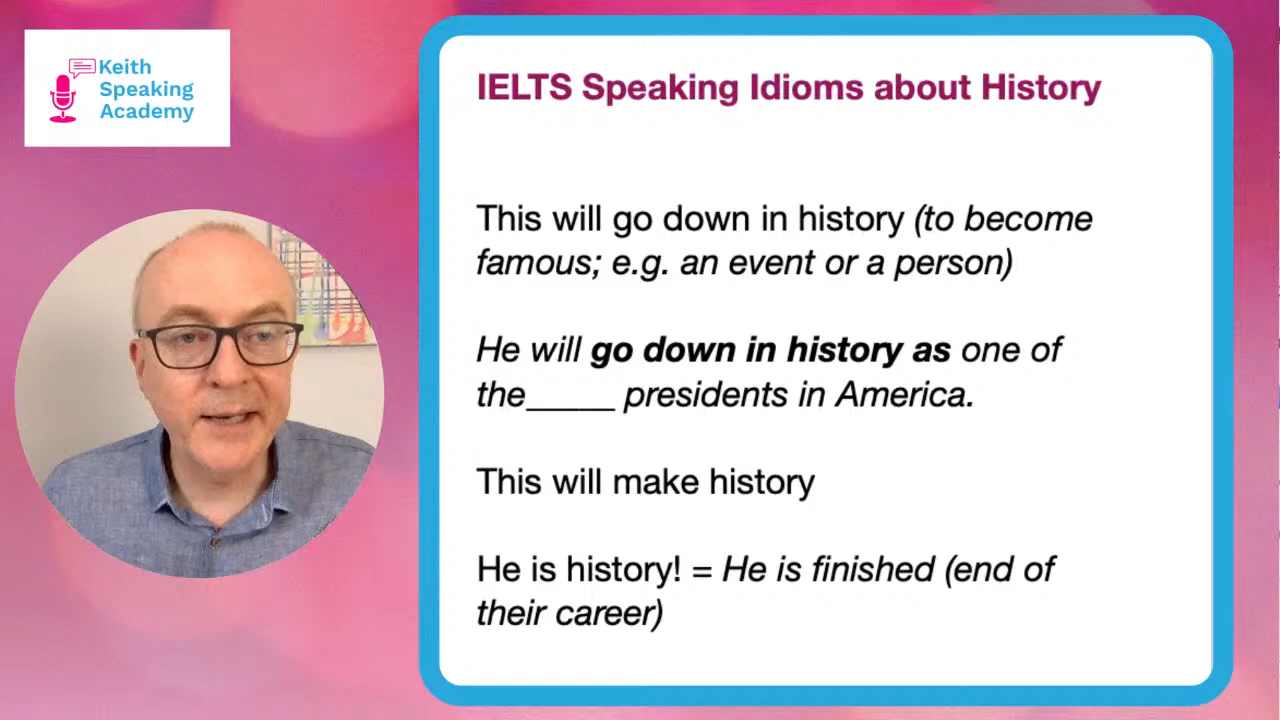 Keith
Speaking
Academy
IELTS Speaking Idioms about History
This will go down in history (to become
famous; e.g. an event or a person)
He will go down in history as one of
the_____ presidents in America.
This will make history
He is history! = He is finished (end of
their career)